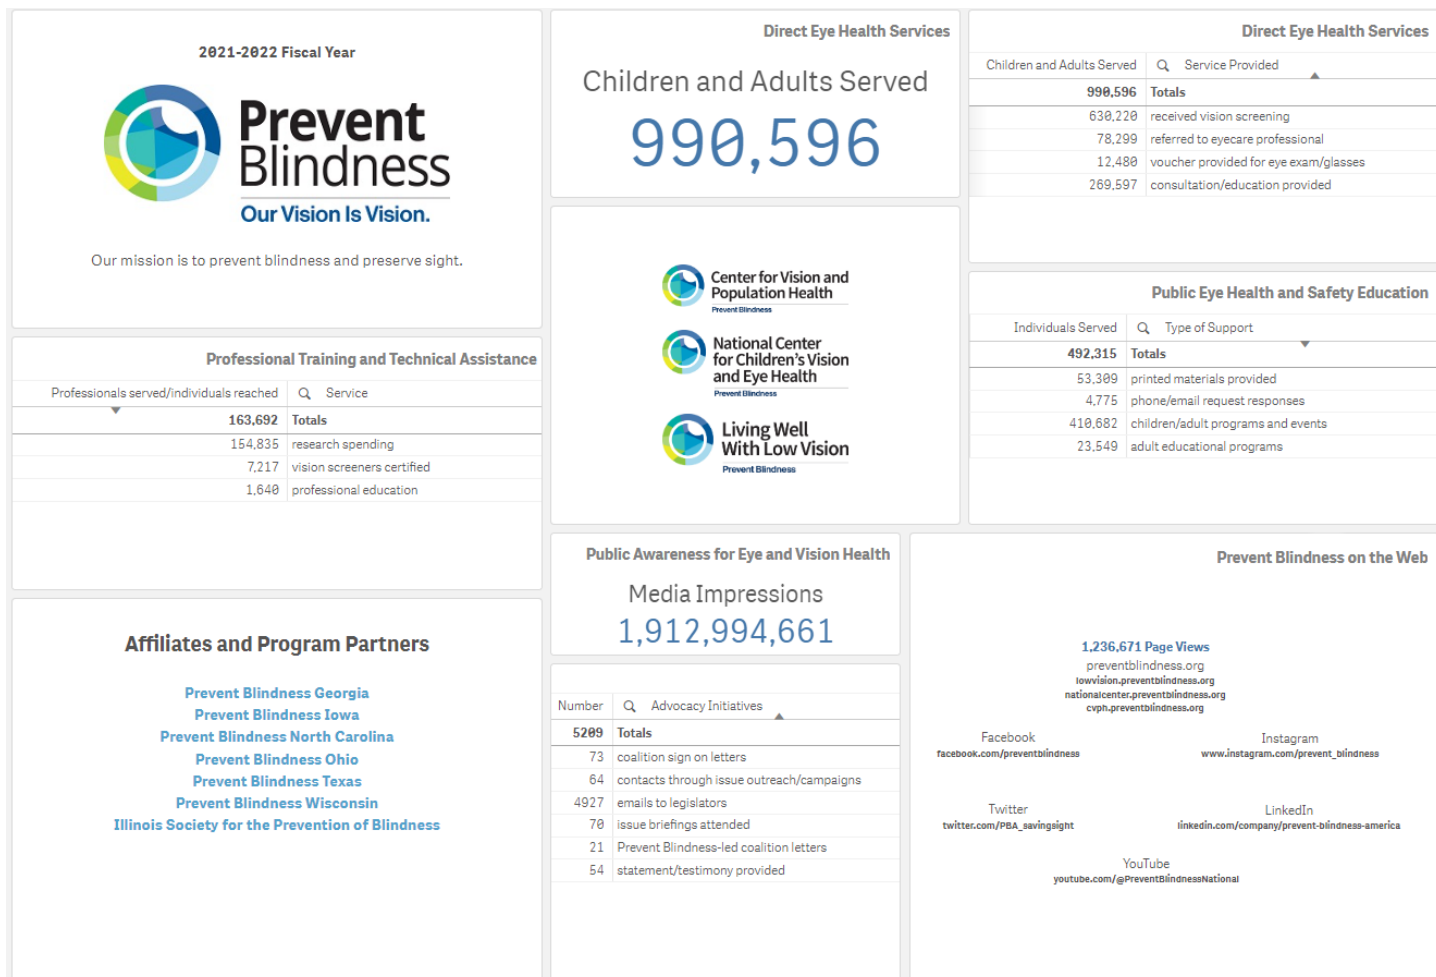 2021-2022 Fiscal Year
Prevent
Blindness
Our Vision Is Vision.
Our mission is to prevent blindness and preserve sight.
Direct Eye Health Services
Children and Adults Served
990,596
Direct Eye Health Services
Children and Adults Served Service Provided
990,596 Totals
630,220 received vision screening
78,299 referred to eyecare professional
12,480 voucher provided for eye exam/glasses
269,597 consultation/education provided
Center for Vision and
Population Health
Prevent Blindness
National Center
for Children's Vision
and Eye Health
Prevent Blindness
Living Well
With Low Vision
Prevent Blindness
Public Eye Health and Safety Education
Individuals Served Type of Support
492,315 Totals
53,309 printed materials provided
4,775 phone/email request responses
410,682 children/adult programs and events
23,549 adult educational programs
Professional Training and Technical Assistance
Professionals served/individuals reached Service
163,692 Totals
154,835 research spending
7,217 vision screeners certified
1,640 professional education
Affiliates and Program Partners
Prevent Blindness Georgia
Prevent Blindness Iowa
Prevent Blindness North Carolina
Prevent Blindness Ohio
Prevent Blindness Texas
Prevent Blindness Wisconsin
Illinois Society for the Prevention of Blindness
Public Awareness for Eye and Vision Health
Media Impressions
1,912,994,661
Number Advocacy Initiatives
5209 Totals
73 coalition sign on letters
64 contacts through issue outreach/campaigns
4927 emails to legislators
70 issue briefings attended
21 Prevent Blindness-led coalition letters
54 statement/testimony provided
Prevent Blindness on the Web
1,236,671 Page Views
preventblindness.org
lowvision.preventblindness.org
nationalcenter.preventblindness.org
cvph.preventblindness.org
Facebook
facebook.com/preventblindness
Instagram
www.instagram.com/prevent_blindness
Twitter
twitter.com/PBA_savingsight
LinkedIn
linkedin.com/company/prevent-blindness-america
YouTube
youtube.com/@PreventBlindnessNational